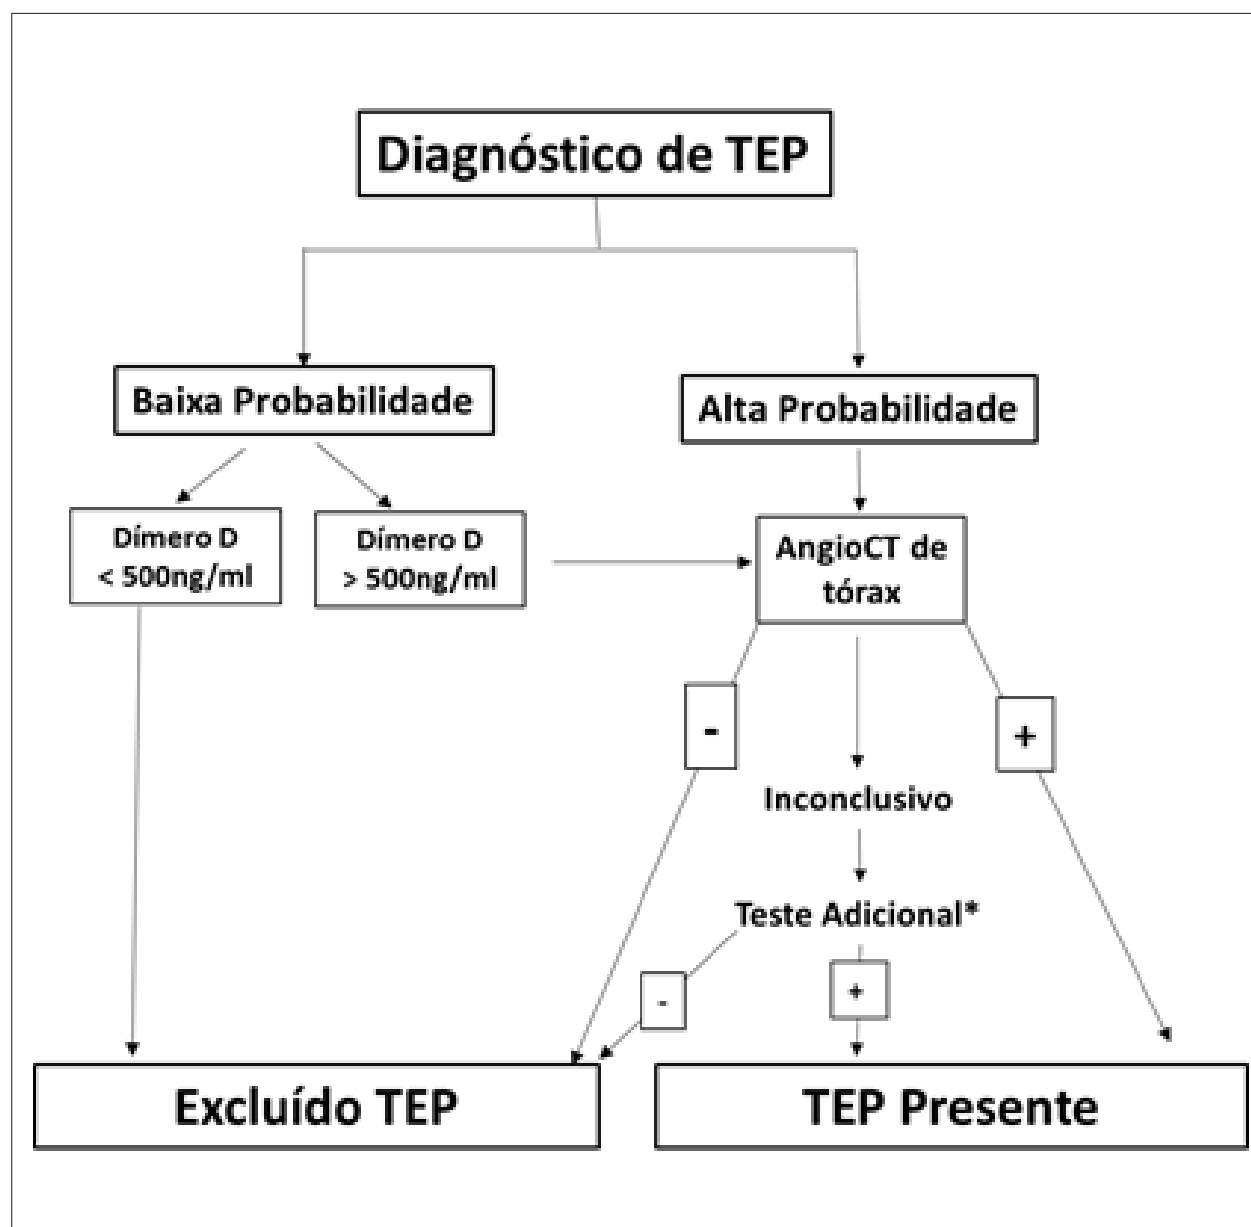 Diagnóstico de TEP
Baixa Probabilidade
Alta Probabilidade
Dímero D
< 500ng/ml
Dímero D
> 500ng/ml
AngioCT de
tórax
-
+
Inconclusivo
Teste Adicional*
-
+
Excluído TEP
TEP Presente